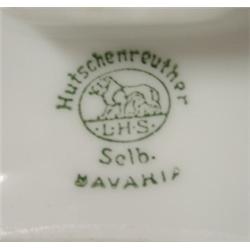 Hutschenreuther
L·H·S·
Selb.
BAVARIA